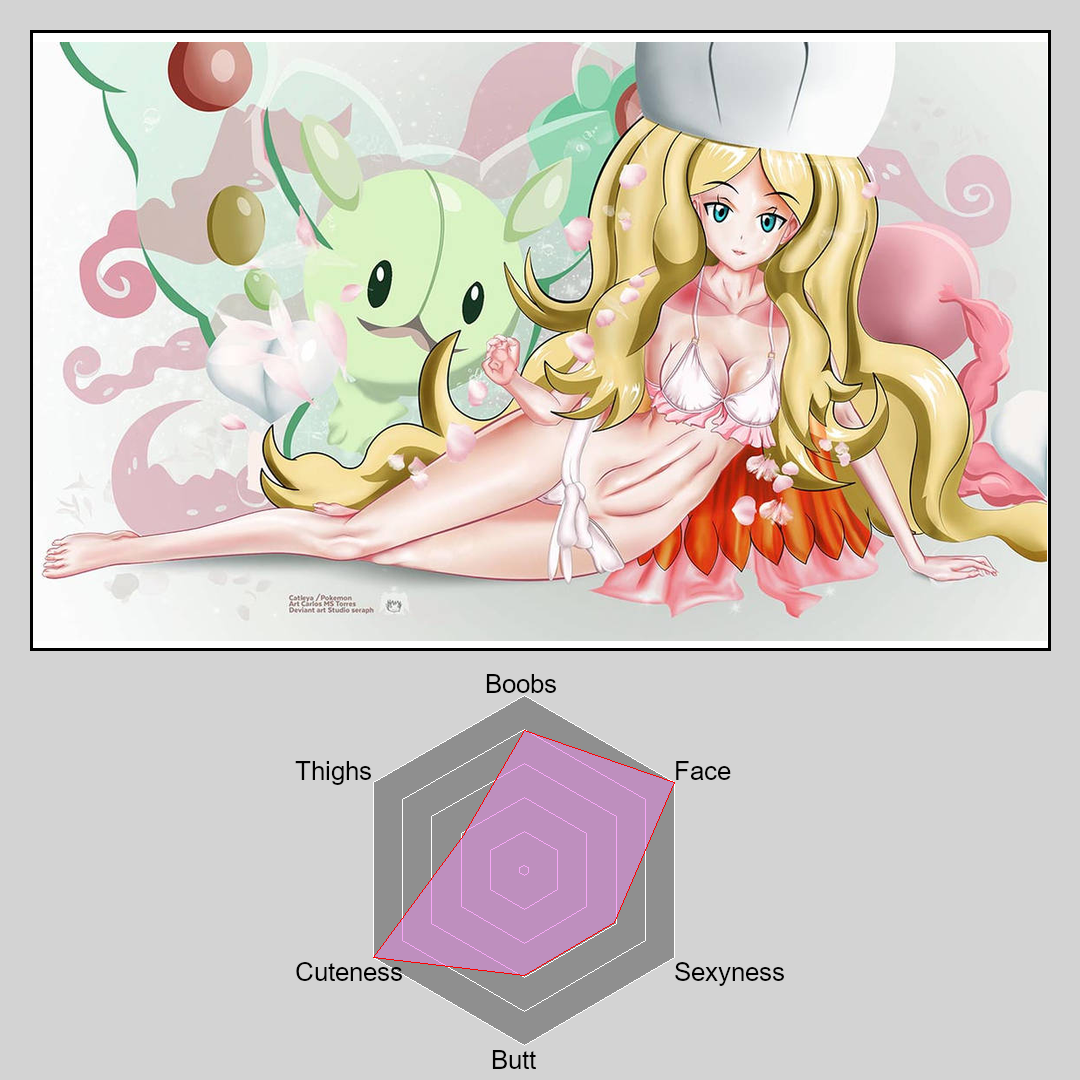 Catleya /Pokemon
Art Carlos MS Torres
Deviant art Studio seraph
Boobs
Thighs
Face
Cuteness
Sexyness
Butt